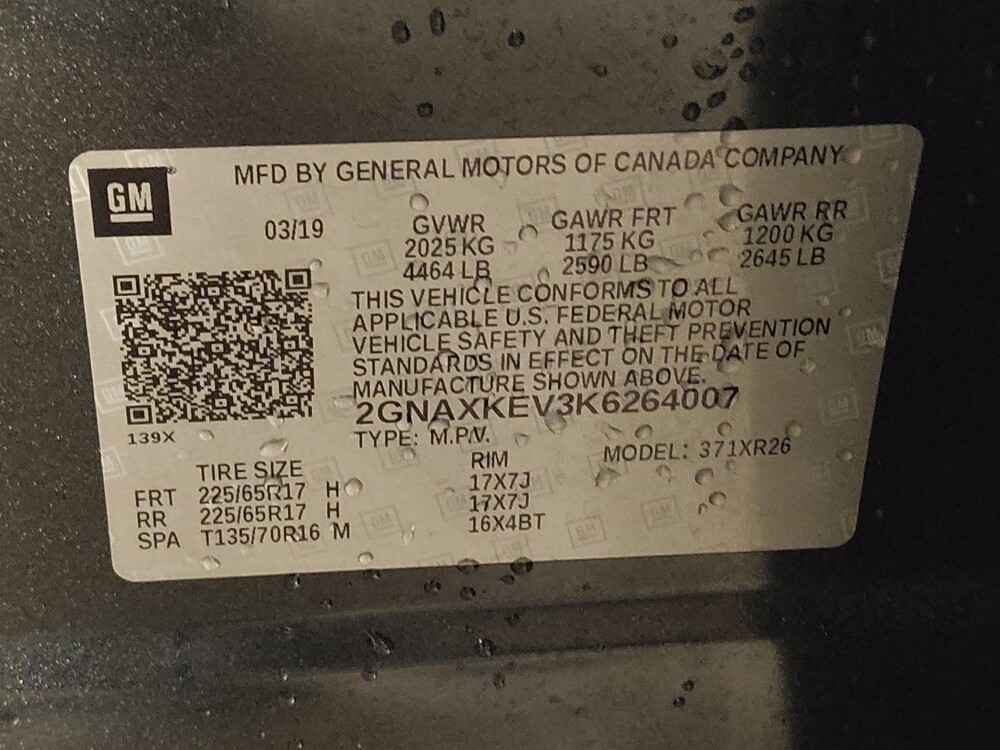 GM
MFD BY GENERAL MOTORS OF CANADA COMPANY
03/19 GVWR GAWR FRT GAWR RR
2025 KG 1175 KG 1200 KG
4464 LB 2590 LB 2645 LB
THIS VEHICLE CONFORMS TO ALL
APPLICABLE U.S. FEDERAL MOTOR
VEHICLE SAFETY AND THEFT PREVENTION
STANDARDS IN EFFECT ON THE DATE OF
MANUFACTURE SHOWN ABOVE.
2GNAXKEV3K6264007
139X
TYPE: M.P.V. MODEL: 371XR26
TIRE SIZE RIM
FRT 225/65R17 H 17X7J
RR 225/65R17 H 17X7J
SPA T135/70R16 M 16X4BT